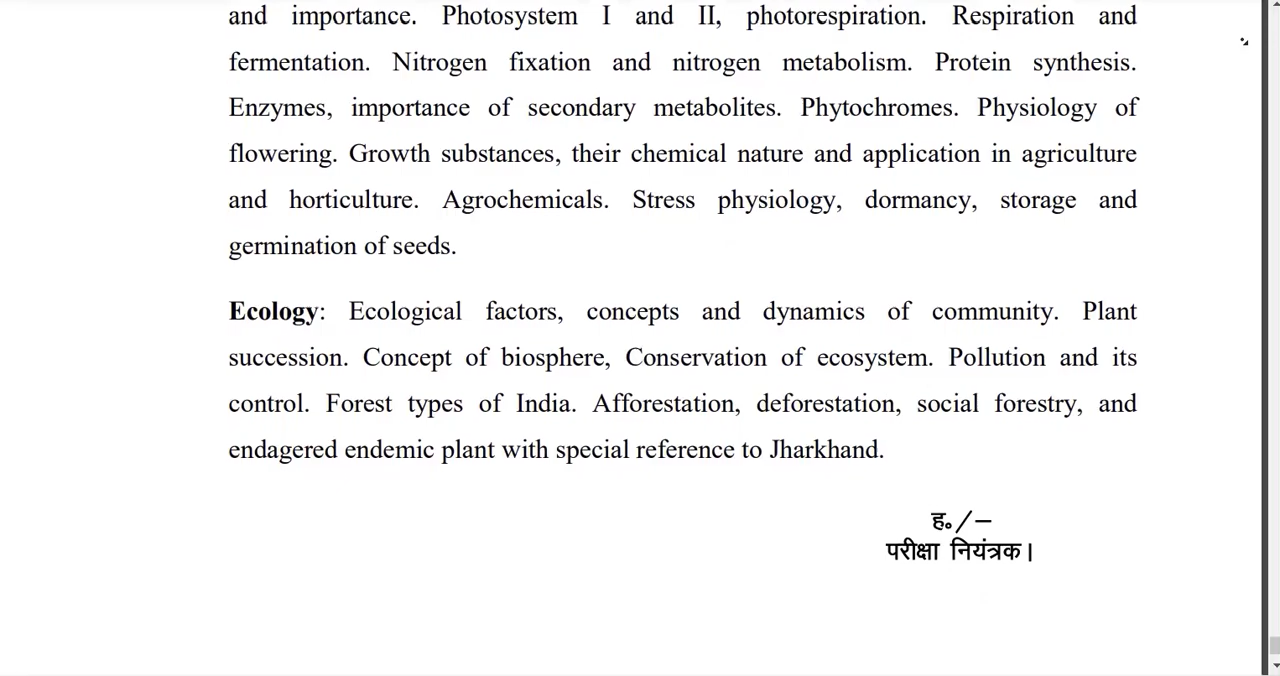 and importance. Photosystem I and II, photorespiration. Respiration and
fermentation. Nitrogen fixation and nitrogen metabolism. Protein synthesis.
Enzymes, importance of secondary metabolites. Phytochromes. Physiology of
flowering. Growth substances, their chemical nature and application in agriculture
and horticulture. Agrochemicals. Stress physiology, dormancy, storage and
germination of seeds.
Ecology: Ecological factors, concepts and dynamics of community. Plant
succession. Concept of biosphere, Conservation of ecosystem. Pollution and its
control. Forest types of India. Afforestation, deforestation, social forestry, and
endagered endemic plant with special reference to Jharkhand.
ह॰/–
परीक्षा नियंत्रक।